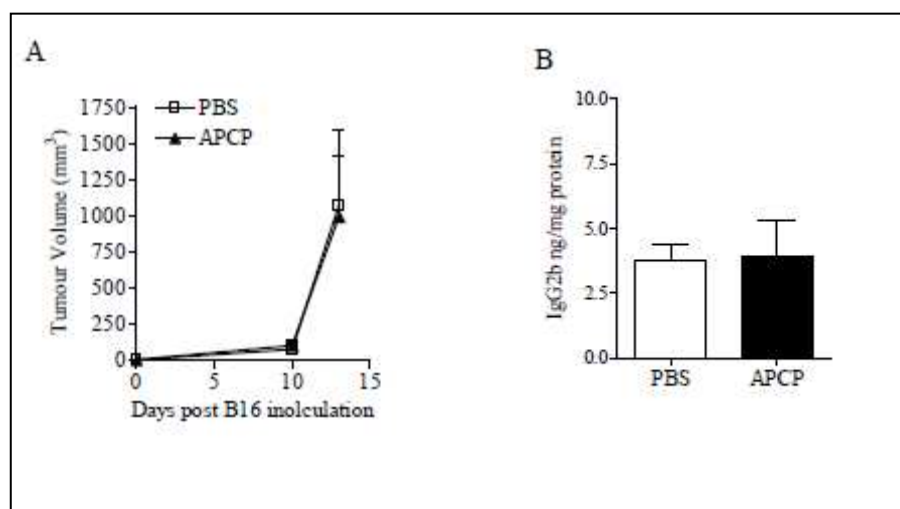 A
PBS
APCP
Tumour Volume (mm³)
1750
1500
1250
1000
750
500
250
0
0 5 10 15
Days post B16 inolculation
B
IgG2b ng/mg protein
10.0
7.5
5.0
2.5
0.0
PBS APCP